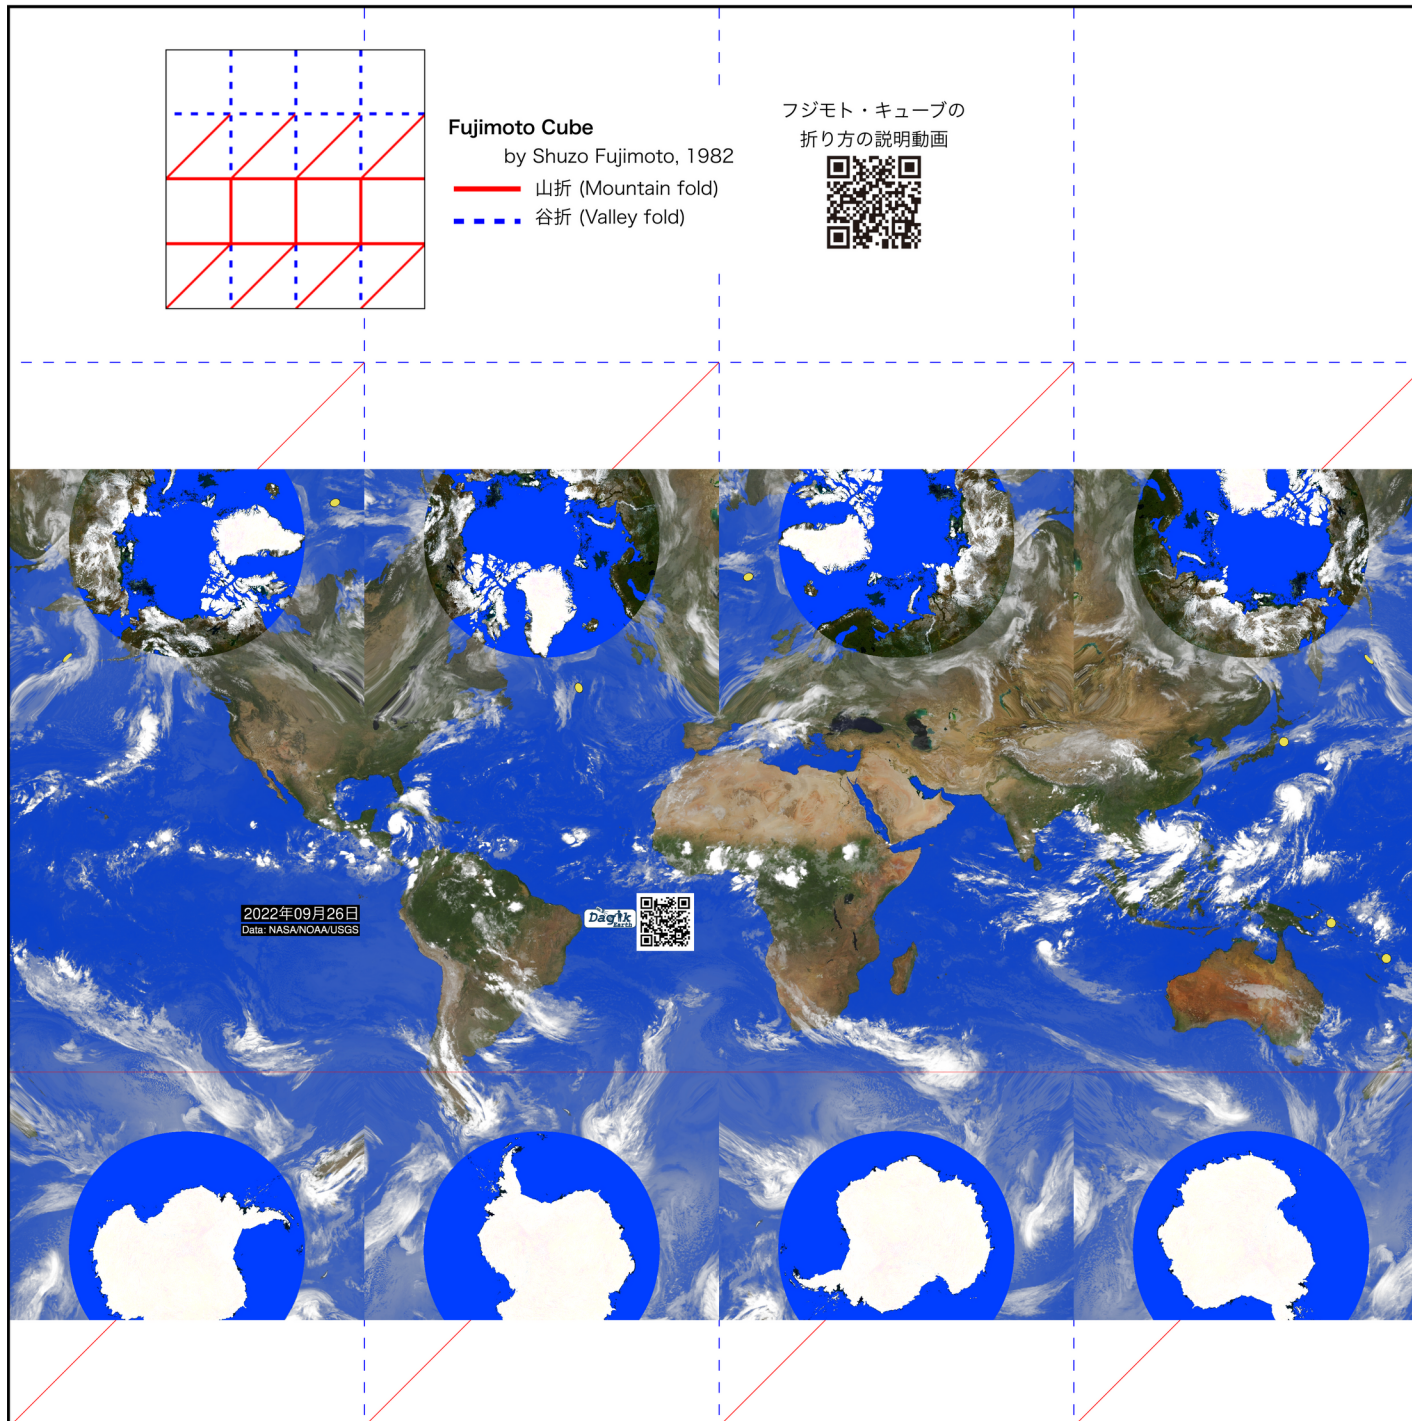 Fujimoto Cube
by Shuzo Fujimoto, 1982
山折 (Mountain fold)
谷折 (Valley fold)
フジモト・キューブの
折り方の説明動画
2022年09月26日
Data: NASA/NOAA/USGS
Dagik
Earth